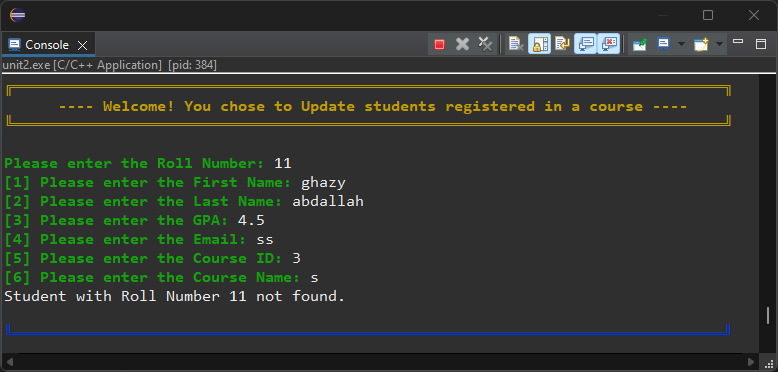 Console
unit2.exe [C/C++ Application] [pid: 384]
---- Welcome! You chose to Update students registered in a course ----
Please enter the Roll Number: 11
[1] Please enter the First Name: ghazy
[2] Please enter the Last Name: abdallah
[3] Please enter the GPA: 4.5
[4] Please enter the Email: ss
[5] Please enter the Course ID: 3
[6] Please enter the Course Name: s
Student with Roll Number 11 not found.